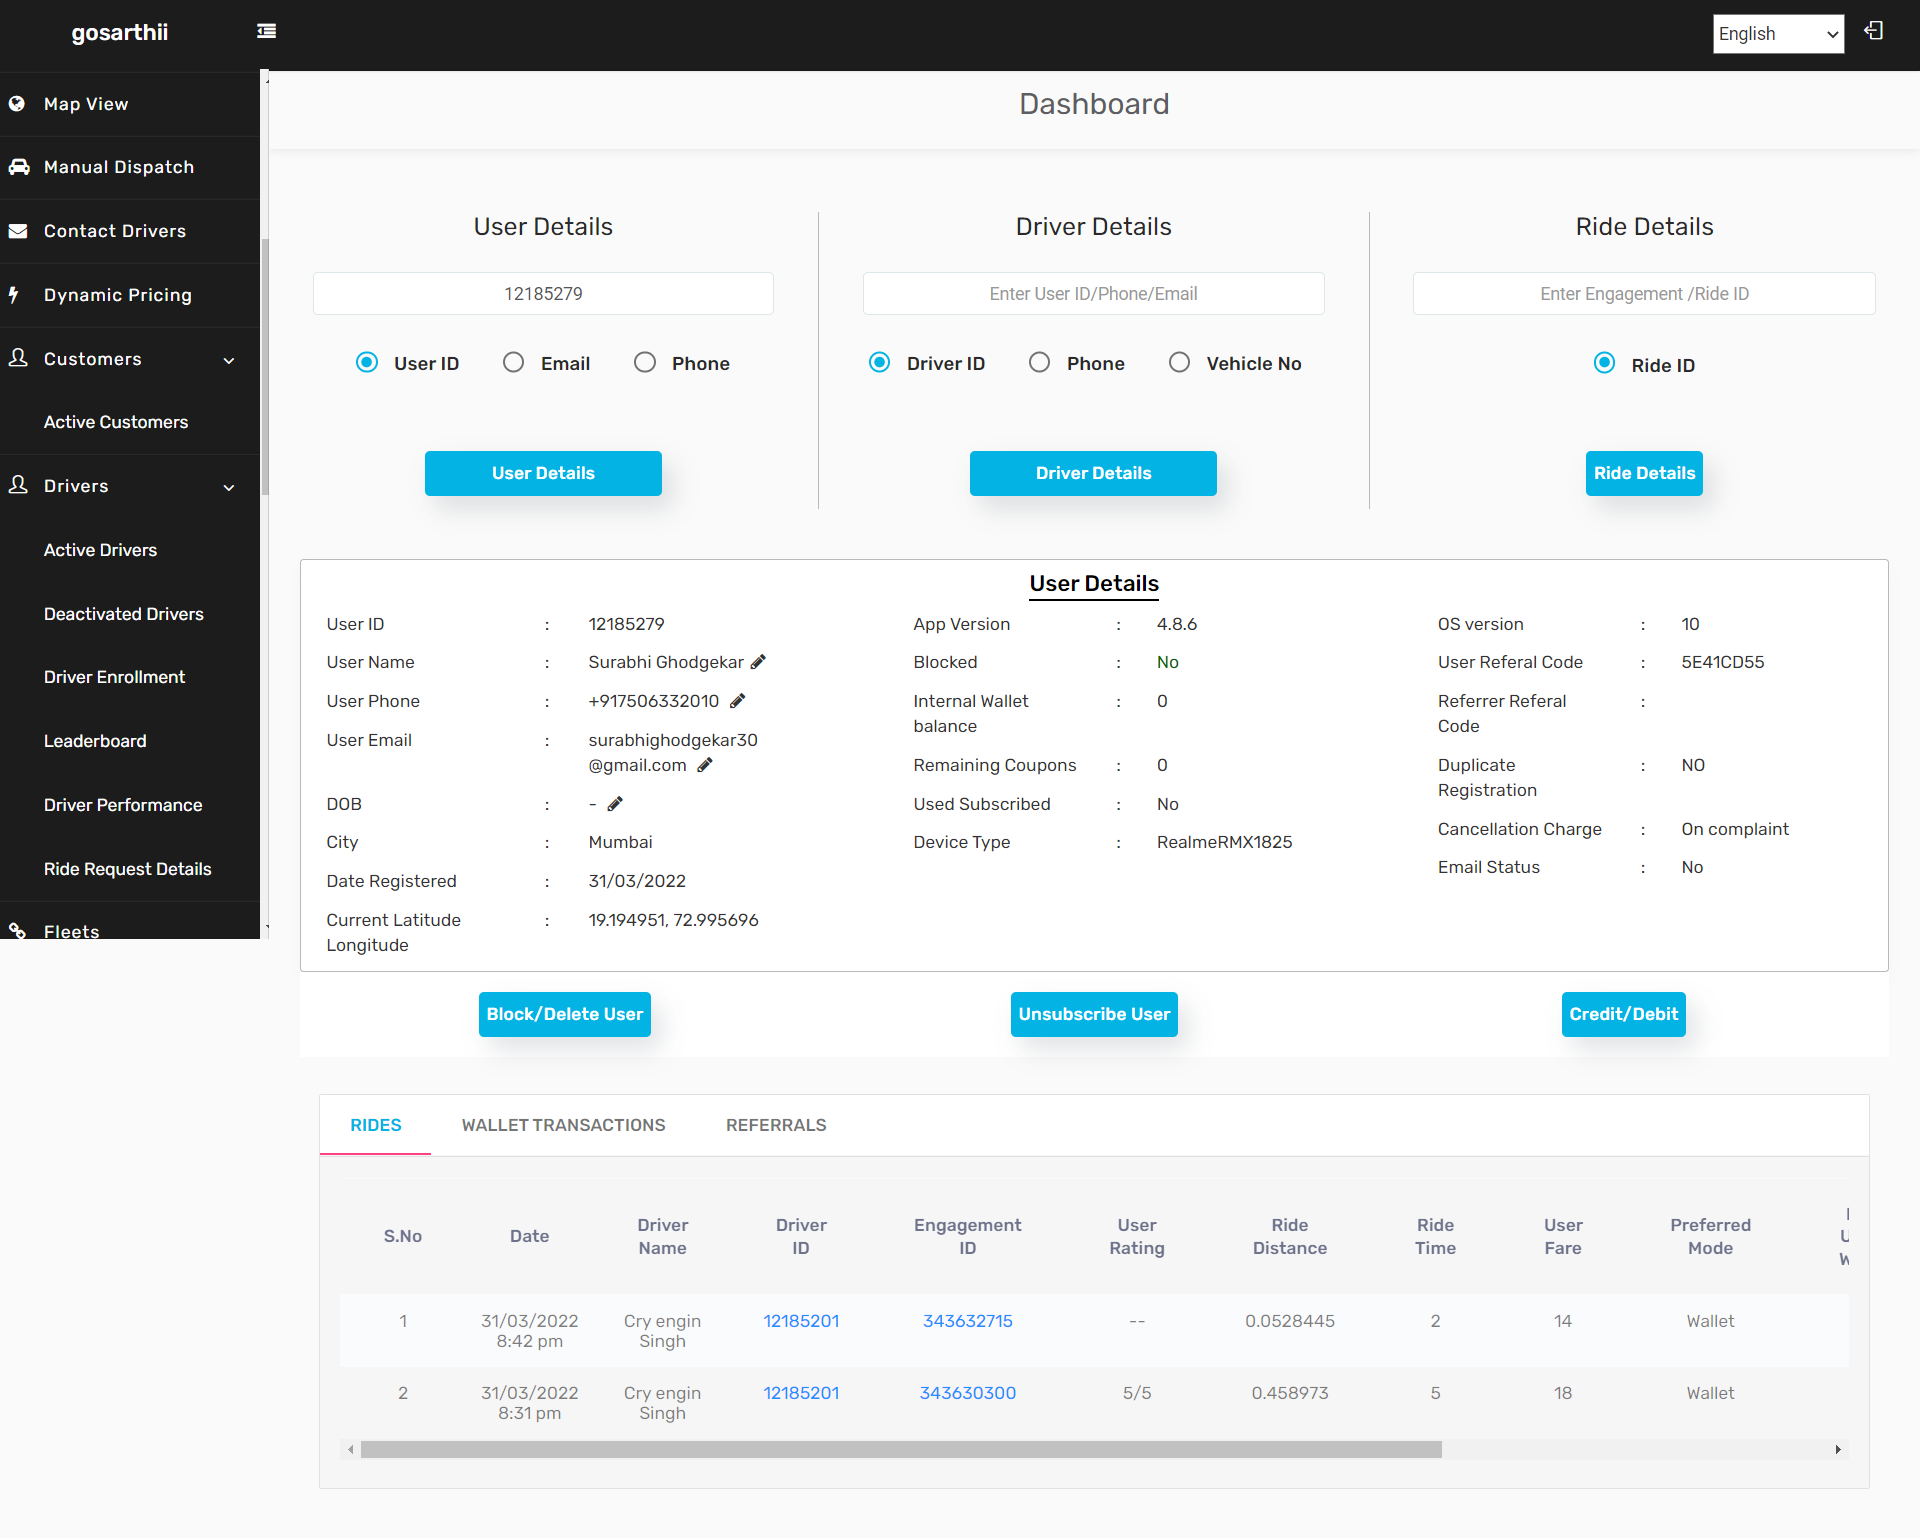 gosarthii
English
Map View
Manual Dispatch
Contact Drivers
Dynamic Pricing
Customers
Active Customers
Drivers
Active Drivers
Deactivated Drivers
Driver Enrollment
Leaderboard
Driver Performance
Ride Request Details
Fleets
Dashboard
User Details
12185279
User ID Email Phone
User Details
Driver Details
Enter User ID/Phone/Email
Driver ID Phone Vehicle No
Driver Details
Ride Details
Enter Engagement /Ride ID
Ride ID
Ride Details
User Details
User ID : 12185279
User Name : Surabhi Ghodgekar
User Phone : +917506332010
User Email : surabhighodgekar30
@gmail.com
DOB : -
City : Mumbai
Date Registered : 31/03/2022
Current Latitude : 19.194951, 72.995696
Longitude
App Version : 4.8.6
Blocked : No
Internal Wallet : 0
balance
Remaining Coupons : 0
Used Subscribed : No
Device Type : RealmeRMX1825
OS version : 10
User Referal Code : 5E41CD55
Referrer Referal :
Code
Duplicate : NO
Registration
Cancellation Charge : On complaint
Email Status : No
Block/Delete User
Unsubscribe User
Credit/Debit
RIDES WALLET TRANSACTIONS REFERRALS
S.No Date Driver Name Driver ID Engagement ID User Rating Ride Distance Ride Time User Fare Preferred Mode
1 31/03/2022 8:42 pm Cry engin Singh 12185201 343632715 -- 0.0528445 2 14 Wallet
2 31/03/2022 8:31 pm Cry engin Singh 12185201 343630300 5/5 0.458973 5 18 Wallet